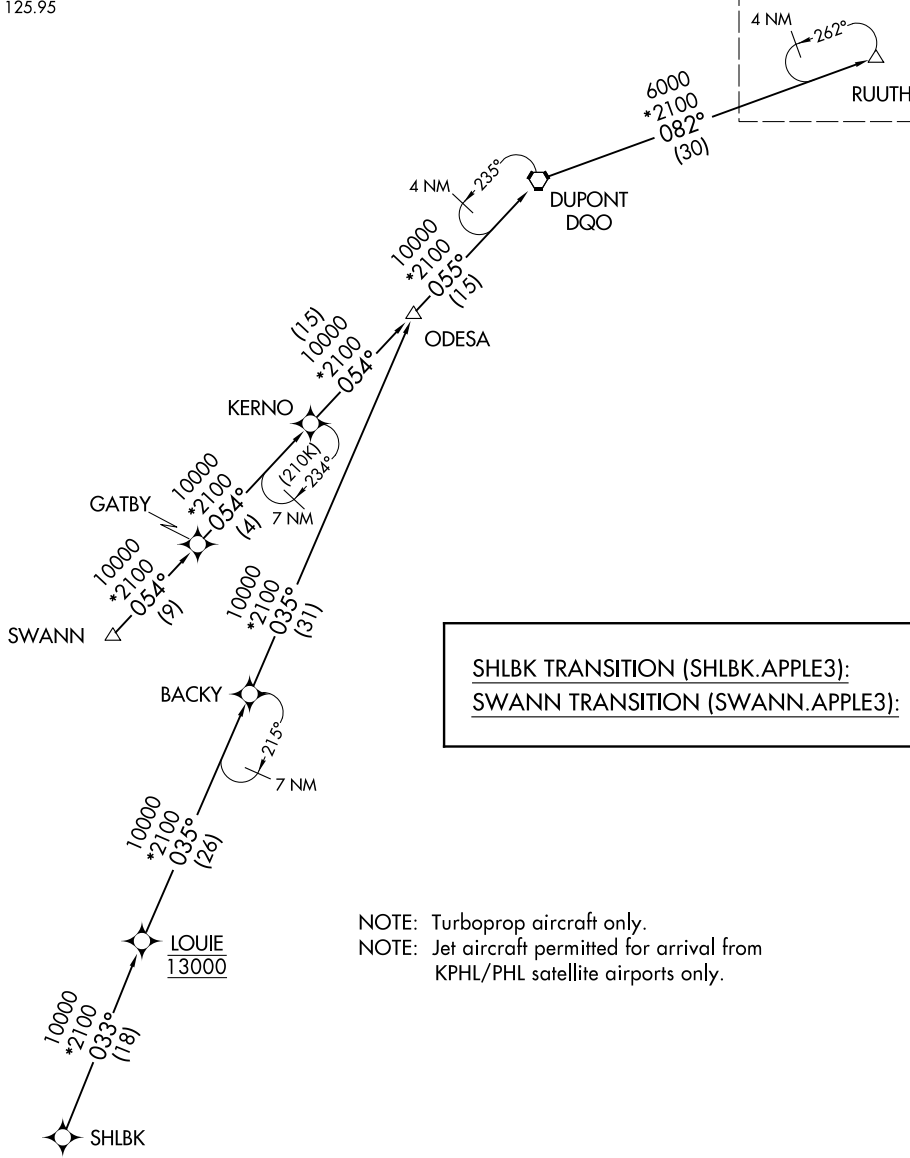 125.95
4 NM
262°
RUUTH
6000
*2100
082°
(30)
4 NM
235°
DUPONT
DQO
10000
*2100
055°
(15)
ODESA
(15)
10000
*2100
054°
KERNO
(210K)
234°
7 NM
10000
*2100
054°
(4)
GATBY
10000
*2100
054°
(9)
SWANN
10000
*2100
035°
(31)
SHLBK TRANSITION (SHLBK.APPLE3):
SWANN TRANSITION (SWANN.APPLE3):
BACKY
215°
7 NM
10000
*2100
035°
(26)
NOTE: Turboprop aircraft only.
NOTE: Jet aircraft permitted for arrival from
KPHL/PHL satellite airports only.
LOUIE
13000
10000
*2100
033°
(18)
SHLBK